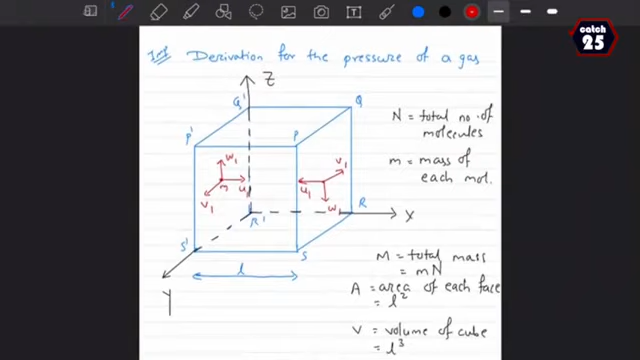 catch
25
Imp Derivation for the pressure of a gas
Z
Q'
Q
P'
P
N = total no. of
molecules
w₁
m
u₁
v₁
v₁
u₁
w₁
m = mass of
each mol.
R'
R
X
S'
S
l
Y
M = total mass
= mN
A = area of each face
= l²
V = volume of cube
= l³